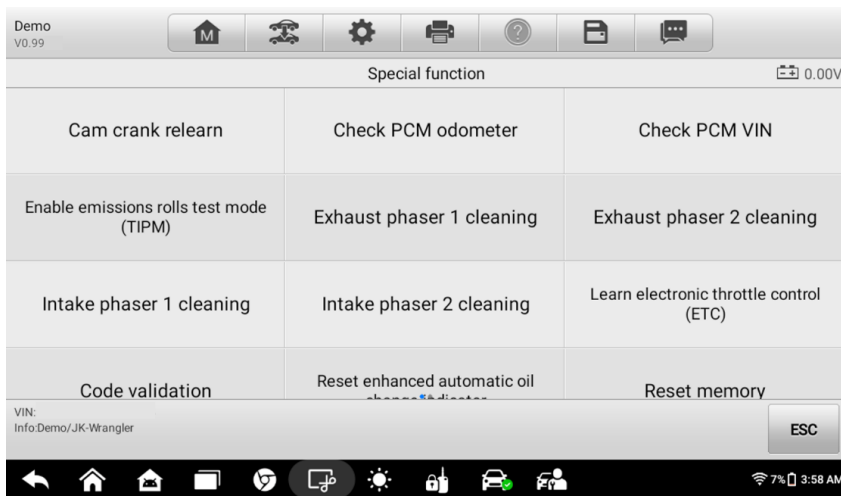 Demo
V0.99
M
?
Special function
0.00V
Cam crank relearn
Check PCM odometer
Check PCM VIN
Enable emissions rolls test mode
(TIPM)
Exhaust phaser 1 cleaning
Exhaust phaser 2 cleaning
Intake phaser 1 cleaning
Intake phaser 2 cleaning
Learn electronic throttle control
(ETC)
Code validation
Reset enhanced automatic oil
change indicator
Reset memory
VIN:
Info:Demo/JK-Wrangler
ESC
7% 3:58 AM